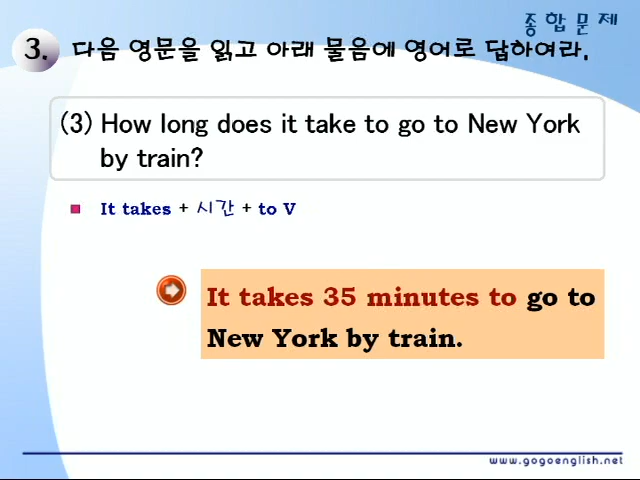 종합문제
3. 다음 영문을 읽고 아래 물음에 영어로 답하여라.
(3) How long does it take to go to New York
by train?
It takes + 시간 + to V
It takes 35 minutes to go to
New York by train.
www.gogoenglish.net